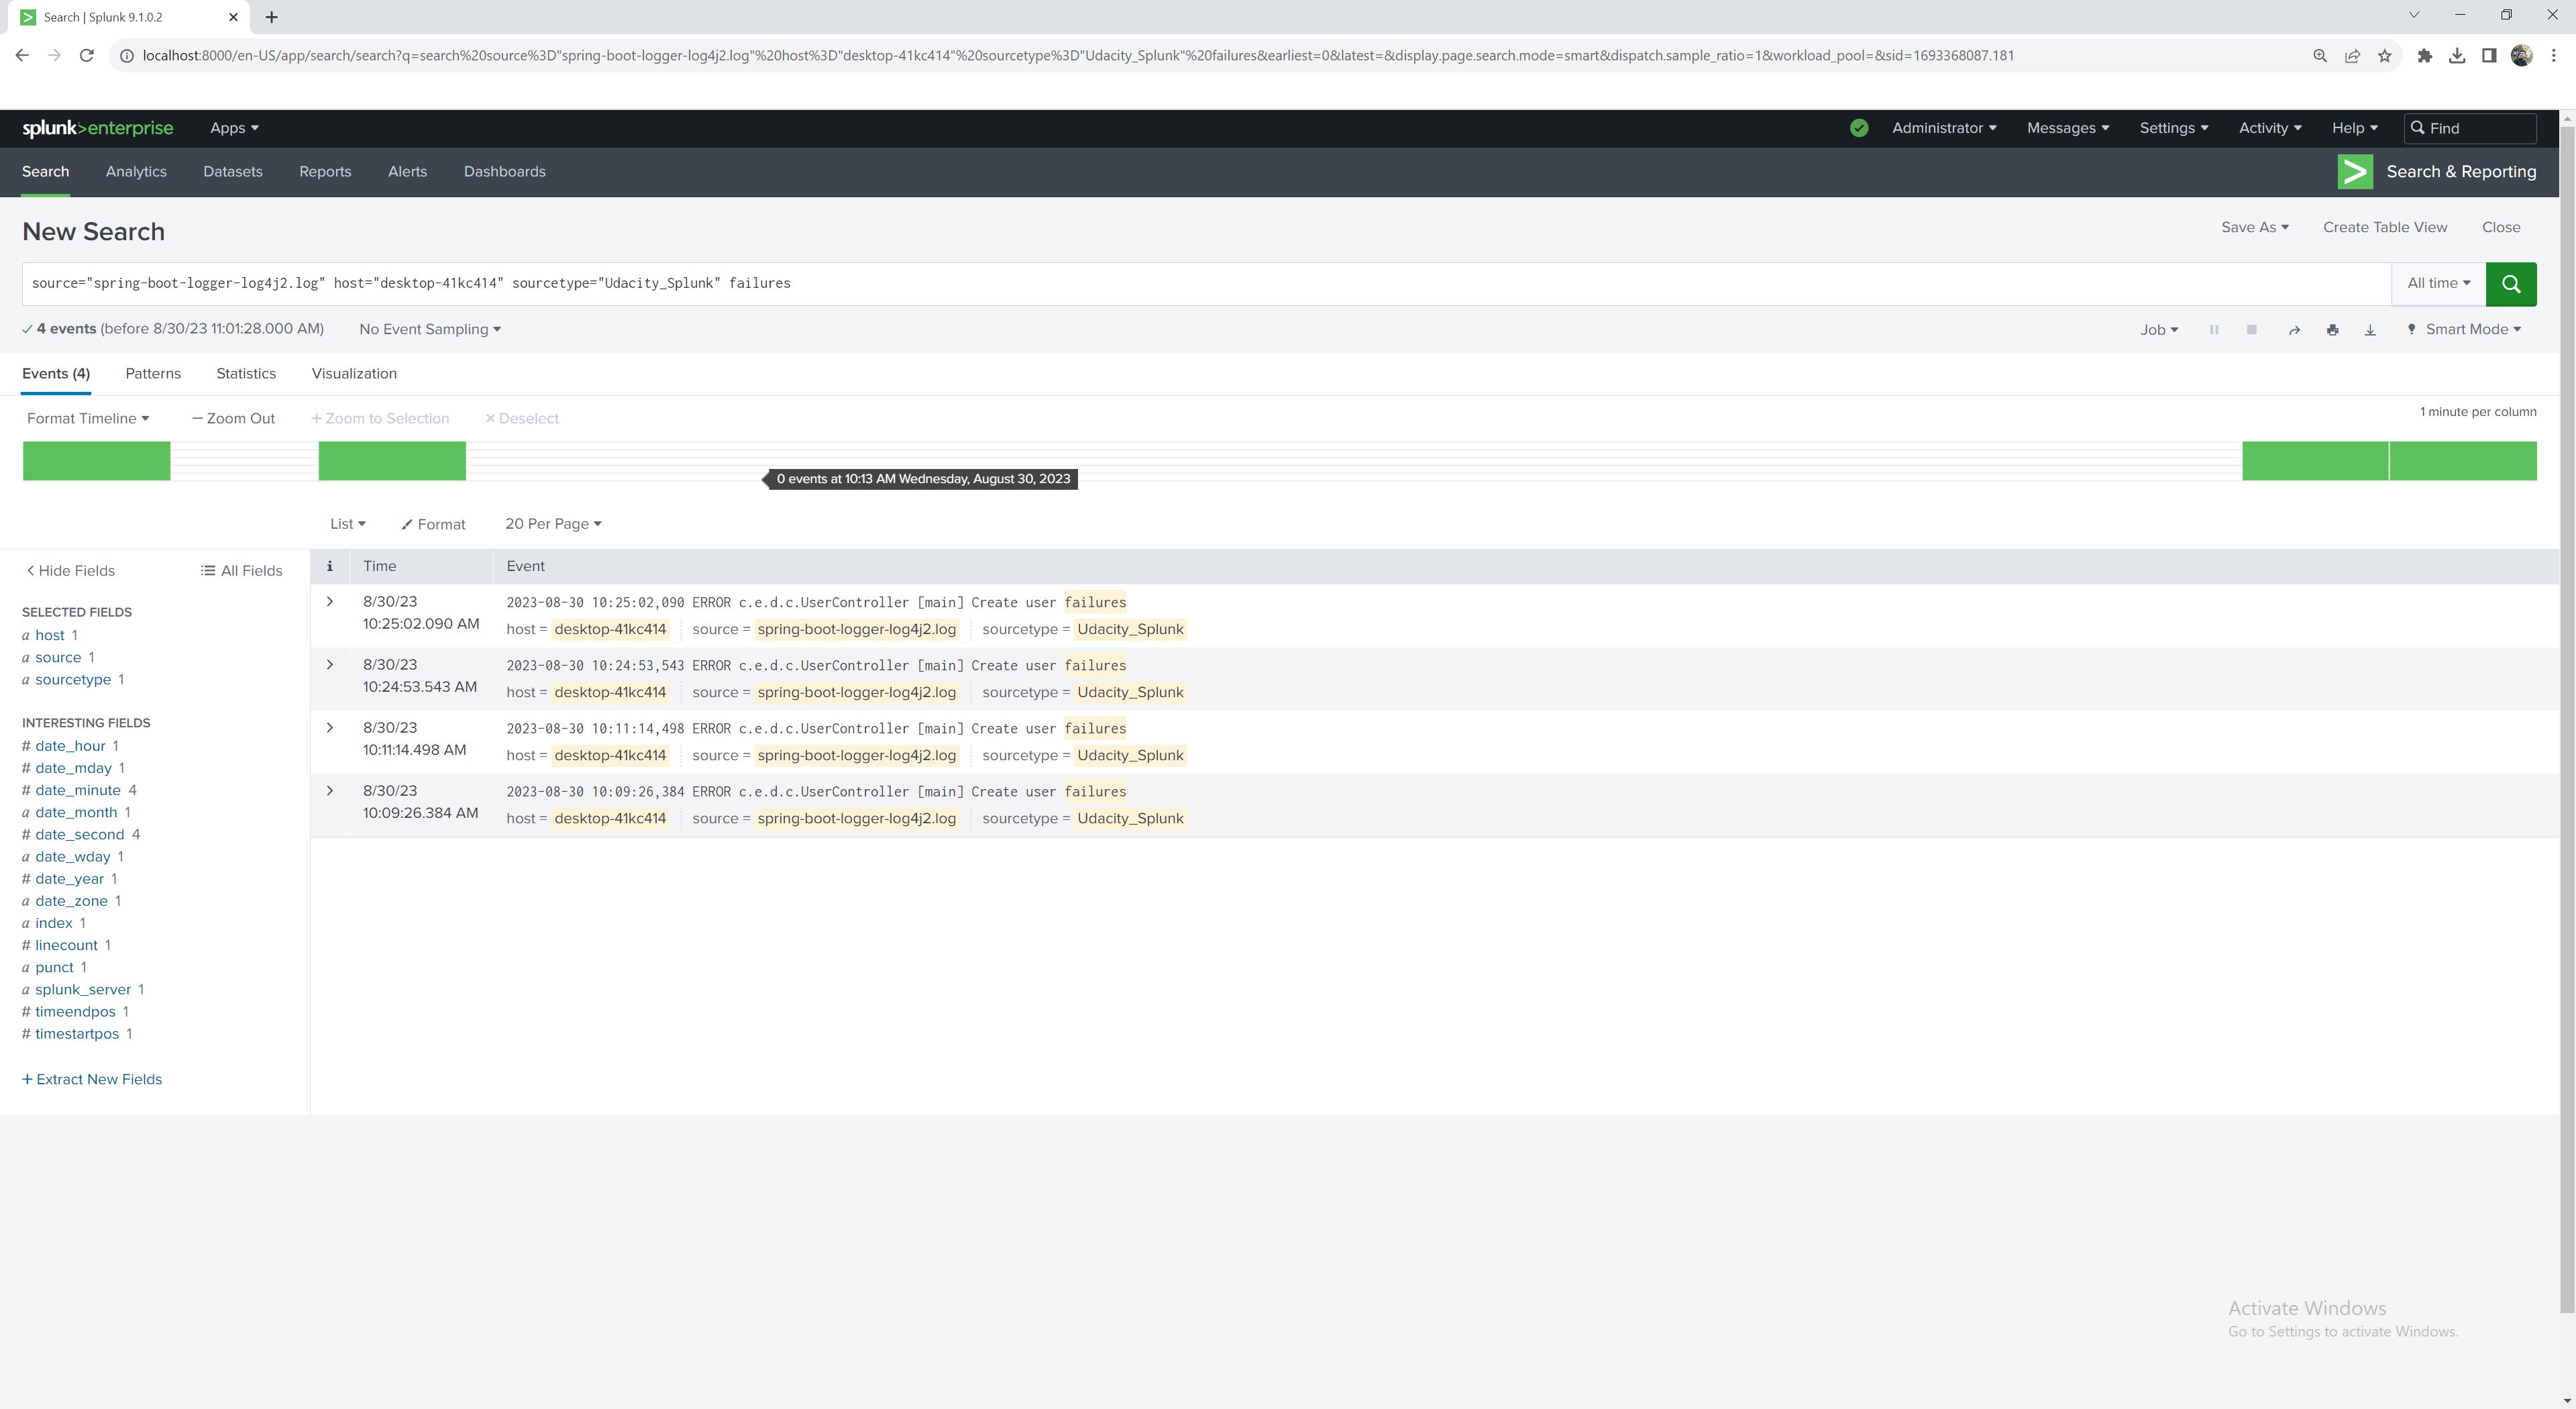 Search | Splunk 9.1.0.2
localhost:8000/en-US/app/search/search?q=search%20source%3D"spring-boot-logger-log4j2.log"%20host%3D"desktop-41kc414"%20sourcetype%3D"Udacity_Splunk"%20failures&earliest=0&latest=&display.page.search.mode=smart&dispatch.sample_ratio=1&workload_pool=&sid=1693368087.181
splunk>enterprise Apps Administrator Messages Settings Activity Help Find
Search Analytics Datasets Reports Alerts Dashboards Search & Reporting
New Search Save As Create Table View Close
source="spring-boot-logger-log4j2.log" host="desktop-41kc414" sourcetype="Udacity_Splunk" failures All time
4 events (before 8/30/23 11:01:28.000 AM) No Event Sampling Job Smart Mode
Events (4) Patterns Statistics Visualization
Format Timeline — Zoom Out + Zoom to Selection × Deselect 1 minute per column
0 events at 10:13 AM Wednesday, August 30, 2023
List Format 20 Per Page
< Hide Fields All Fields
i Time Event
SELECTED FIELDS
a host 1
a source 1
a sourcetype 1
INTERESTING FIELDS
# date_hour 1
# date_mday 1
# date_minute 4
a date_month 1
# date_second 4
a date_wday 1
# date_year 1
a date_zone 1
a index 1
# linecount 1
a punct 1
a splunk_server 1
# timeendpos 1
# timestartpos 1
+ Extract New Fields
> 8/30/23 2023-08-30 10:25:02,090 ERROR c.e.d.c.UserController [main] Create user failures
10:25:02.090 AM host = desktop-41kc414 source = spring-boot-logger-log4j2.log sourcetype = Udacity_Splunk
> 8/30/23 2023-08-30 10:24:53,543 ERROR c.e.d.c.UserController [main] Create user failures
10:24:53.543 AM host = desktop-41kc414 source = spring-boot-logger-log4j2.log sourcetype = Udacity_Splunk
> 8/30/23 2023-08-30 10:11:14,498 ERROR c.e.d.c.UserController [main] Create user failures
10:11:14.498 AM host = desktop-41kc414 source = spring-boot-logger-log4j2.log sourcetype = Udacity_Splunk
> 8/30/23 2023-08-30 10:09:26,384 ERROR c.e.d.c.UserController [main] Create user failures
10:09:26.384 AM host = desktop-41kc414 source = spring-boot-logger-log4j2.log sourcetype = Udacity_Splunk
Activate Windows
Go to Settings to activate Windows.